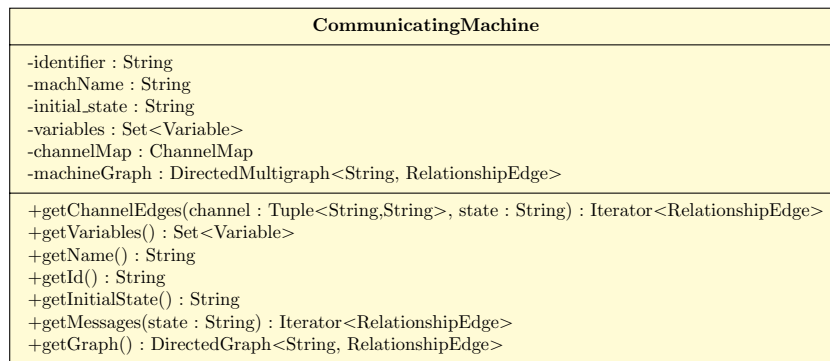 CommunicatingMachine
-identifier : String
-machName : String
-initial_state : String
-variables : Set<Variable>
-channelMap : ChannelMap
-machineGraph : DirectedMultigraph<String, RelationshipEdge>
+getChannelEdges(channel : Tuple<String,String>, state : String) : Iterator<RelationshipEdge>
+getVariables() : Set<Variable>
+getName() : String
+getId() : String
+getInitialState() : String
+getMessages(state : String) : Iterator<RelationshipEdge>
+getGraph() : DirectedGraph<String, RelationshipEdge>